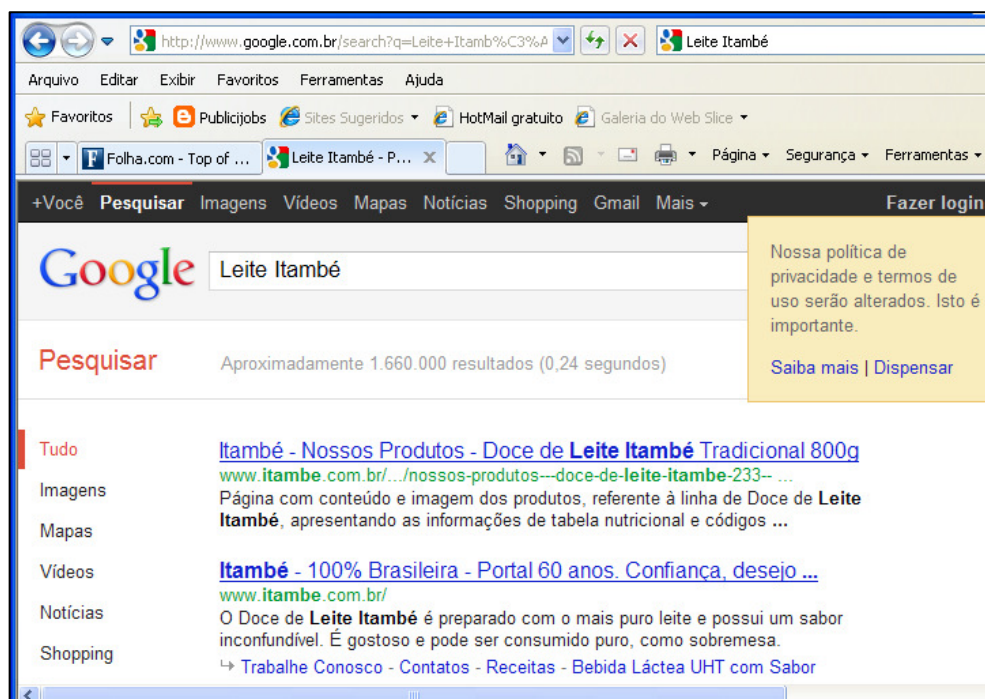 http://www.google.com.br/search?q=Leite+Itamb%C3%A Leite Itambé
Arquivo Editar Exibir Favoritos Ferramentas Ajuda
Favoritos Publicijobs Sites Sugeridos HotMail gratuito Galeria do Web Slice
Folha.com - Top of ... Leite Itambé - P... Página Segurança Ferramentas
+Você Pesquisar Imagens Vídeos Mapas Notícias Shopping Gmail Mais Fazer login
Google Leite Itambé
Nossa política de
privacidade e termos de
uso serão alterados. Isto é
importante.
Saiba mais | Dispensar
Pesquisar Aproximadamente 1.660.000 resultados (0,24 segundos)
Tudo
Imagens
Mapas
Vídeos
Notícias
Shopping
Itambé - Nossos Produtos - Doce de Leite Itambé Tradicional 800g
www.itambe.com.br/.../nossos-produtos---doce-de-leite-itambe-233-- ...
Página com conteúdo e imagem dos produtos, referente à linha de Doce de Leite
Itambé, apresentando as informações de tabela nutricional e códigos ...
Itambé - 100% Brasileira - Portal 60 anos. Confiança, desejo ...
www.itambe.com.br/
O Doce de Leite Itambé é preparado com o mais puro leite e possui um sabor
inconfundível. É gostoso e pode ser consumido puro, como sobremesa.
Trabalhe Conosco - Contatos - Receitas - Bebida Láctea UHT com Sabor